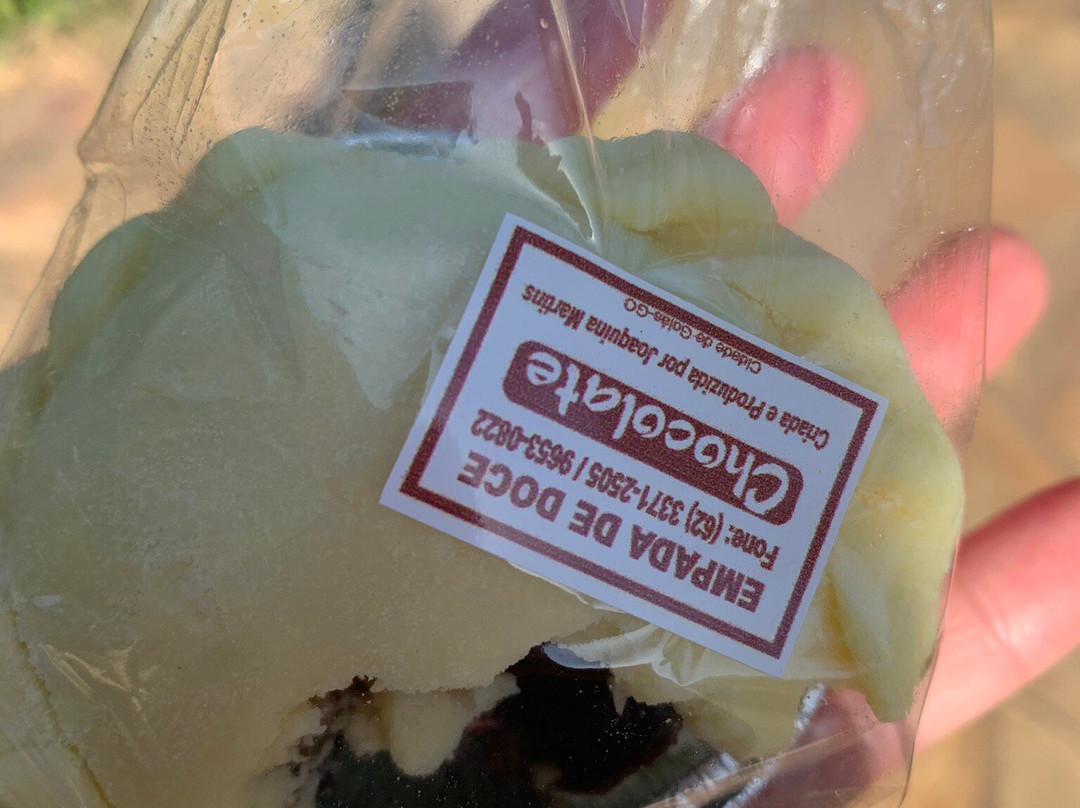 EMPADA DE DOCE
Fone: (62) 3371-2505 / 9653-0822
Chocolate
Criada e Produzida por Joaquina Martins
Cidade de Goiás-GO